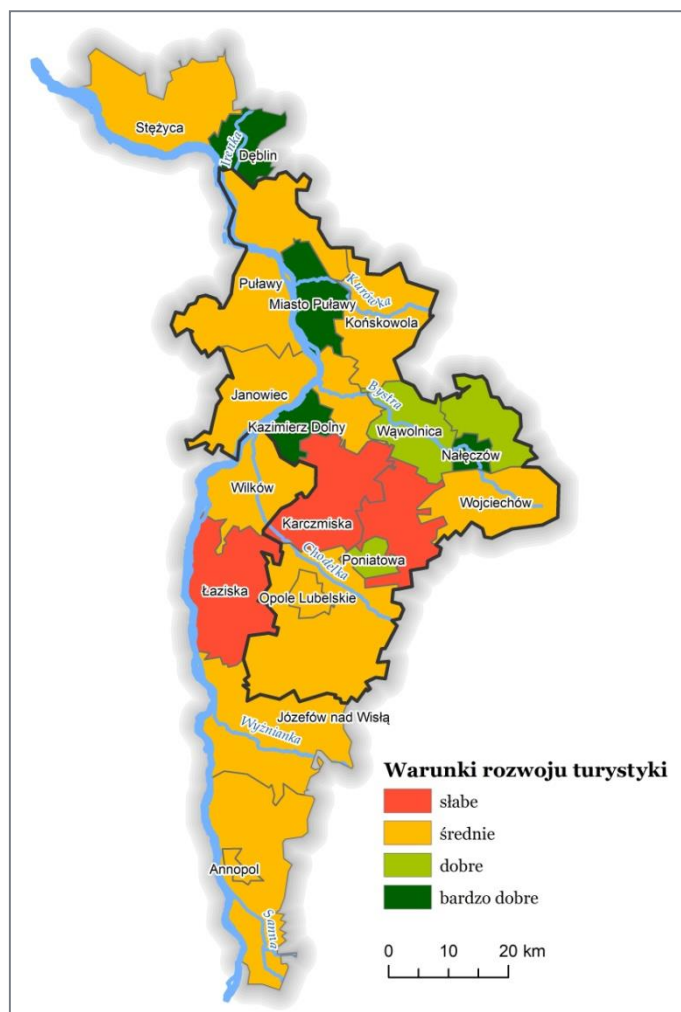 Stężyca
Irenka
Dęblin
Puławy
Kurówka
Miasto Puławy
Końskowola
Janowiec
Bystra
Kazimierz Dolny
Wąwolnica
Nałęczów
Wilków
Wojciechów
Karczmiska
Chodelka
Poniatowa
Łaziska
Opole Lubelskie
Józefów nad Wisłą
Wyżnianka
Annopol
Sanna
Warunki rozwoju turystyki
słabe
średnie
dobre
bardzo dobre
0 10 20 km